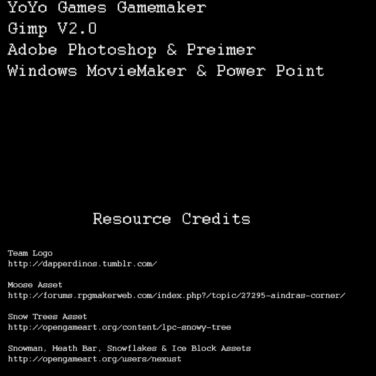 YoYo Games Gamemaker
Gimp V2.0
Adobe Photoshop & Preimer
Windows MovieMaker & Power Point
Resource Credits
Team Logo
http://dapperdinos.tumblr.com/
Moose Asset
http://forums.rpgmakerweb.com/index.php?/topic/27295-aindras-corner/
Snow Trees Asset
http://opengameart.org/content/lpc-snowy-tree
Snowman, Heath Bar, Snowflakes & Ice Block Assets
http://opengameart.org/users/nexust